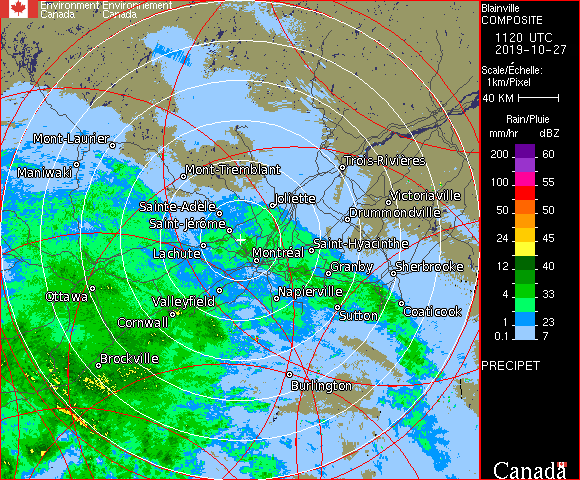 Environment Environnement
Canada Canada
Blainville
COMPOSITE
1120 UTC
2019-10-27
Scale/Échelle:
1km/Pixel
40 KM
Rain/Pluie
mm/hr dBZ
200 60
100 55
50 50
24 45
12 40
4 33
1 23
0.1 7
PRECIPET
Canada
Mont-Laurier
Maniwaki
Mont-Tremblant
Trois-Rivières
Sainte-Adèle
Joliette
Victoriaville
Drummondville
Saint-Jérôme
Lachute
Montréal
Saint-Hyacinthe
Granby
Sherbrooke
Ottawa
Valleyfield
Napierville
Sutton
Coaticook
Cornwall
Brockville
Burlington